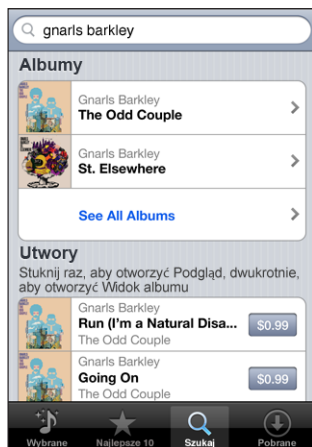 gnarls barkley
Albumy
Gnarls Barkley
The Odd Couple
Gnarls Barkley
St. Elsewhere
See All Albums
Utwory
Stuknij raz, aby otworzyć Podgląd, dwukrotnie,
aby otworzyć Widok albumu
Gnarls Barkley
Run (I'm a Natural Disa...
$0.99
The Odd Couple
Gnarls Barkley
Going On
$0.99
The Odd Couple
Wybrane
Najlepsze 10
Szukaj
Pobrane